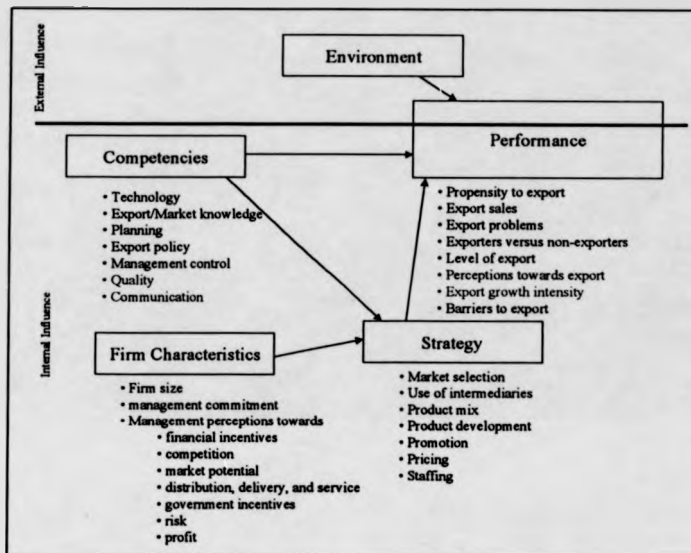 External Influence
Environment
Performance
Competencies
• Technology
• Export/Market knowledge
• Planning
• Export policy
• Management control
• Quality
• Communication
• Propensity to export
• Export sales
• Export problems
• Exporters versus non-exporters
• Level of export
• Perceptions towards export
• Export growth intensity
• Barriers to export
Internal Influence
Firm Characteristics
• Firm size
• management commitment
• Management perceptions towards
• financial incentives
• competition
• market potential
• distribution, delivery, and service
• government incentives
• risk
• profit
Strategy
• Market selection
• Use of intermediaries
• Product mix
• Product development
• Promotion
• Pricing
• Staffing